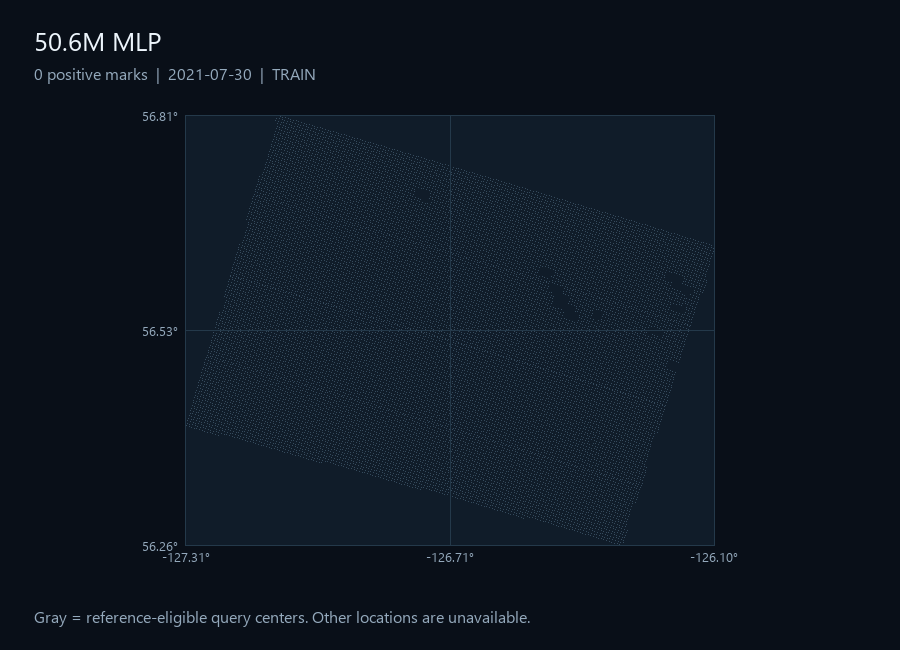 50.6M MLP
0 positive marks | 2021-07-30 | TRAIN
56.81°
56.53°
56.26°
-127.31°
-126.71°
-126.10°
Gray = reference-eligible query centers. Other locations are unavailable.